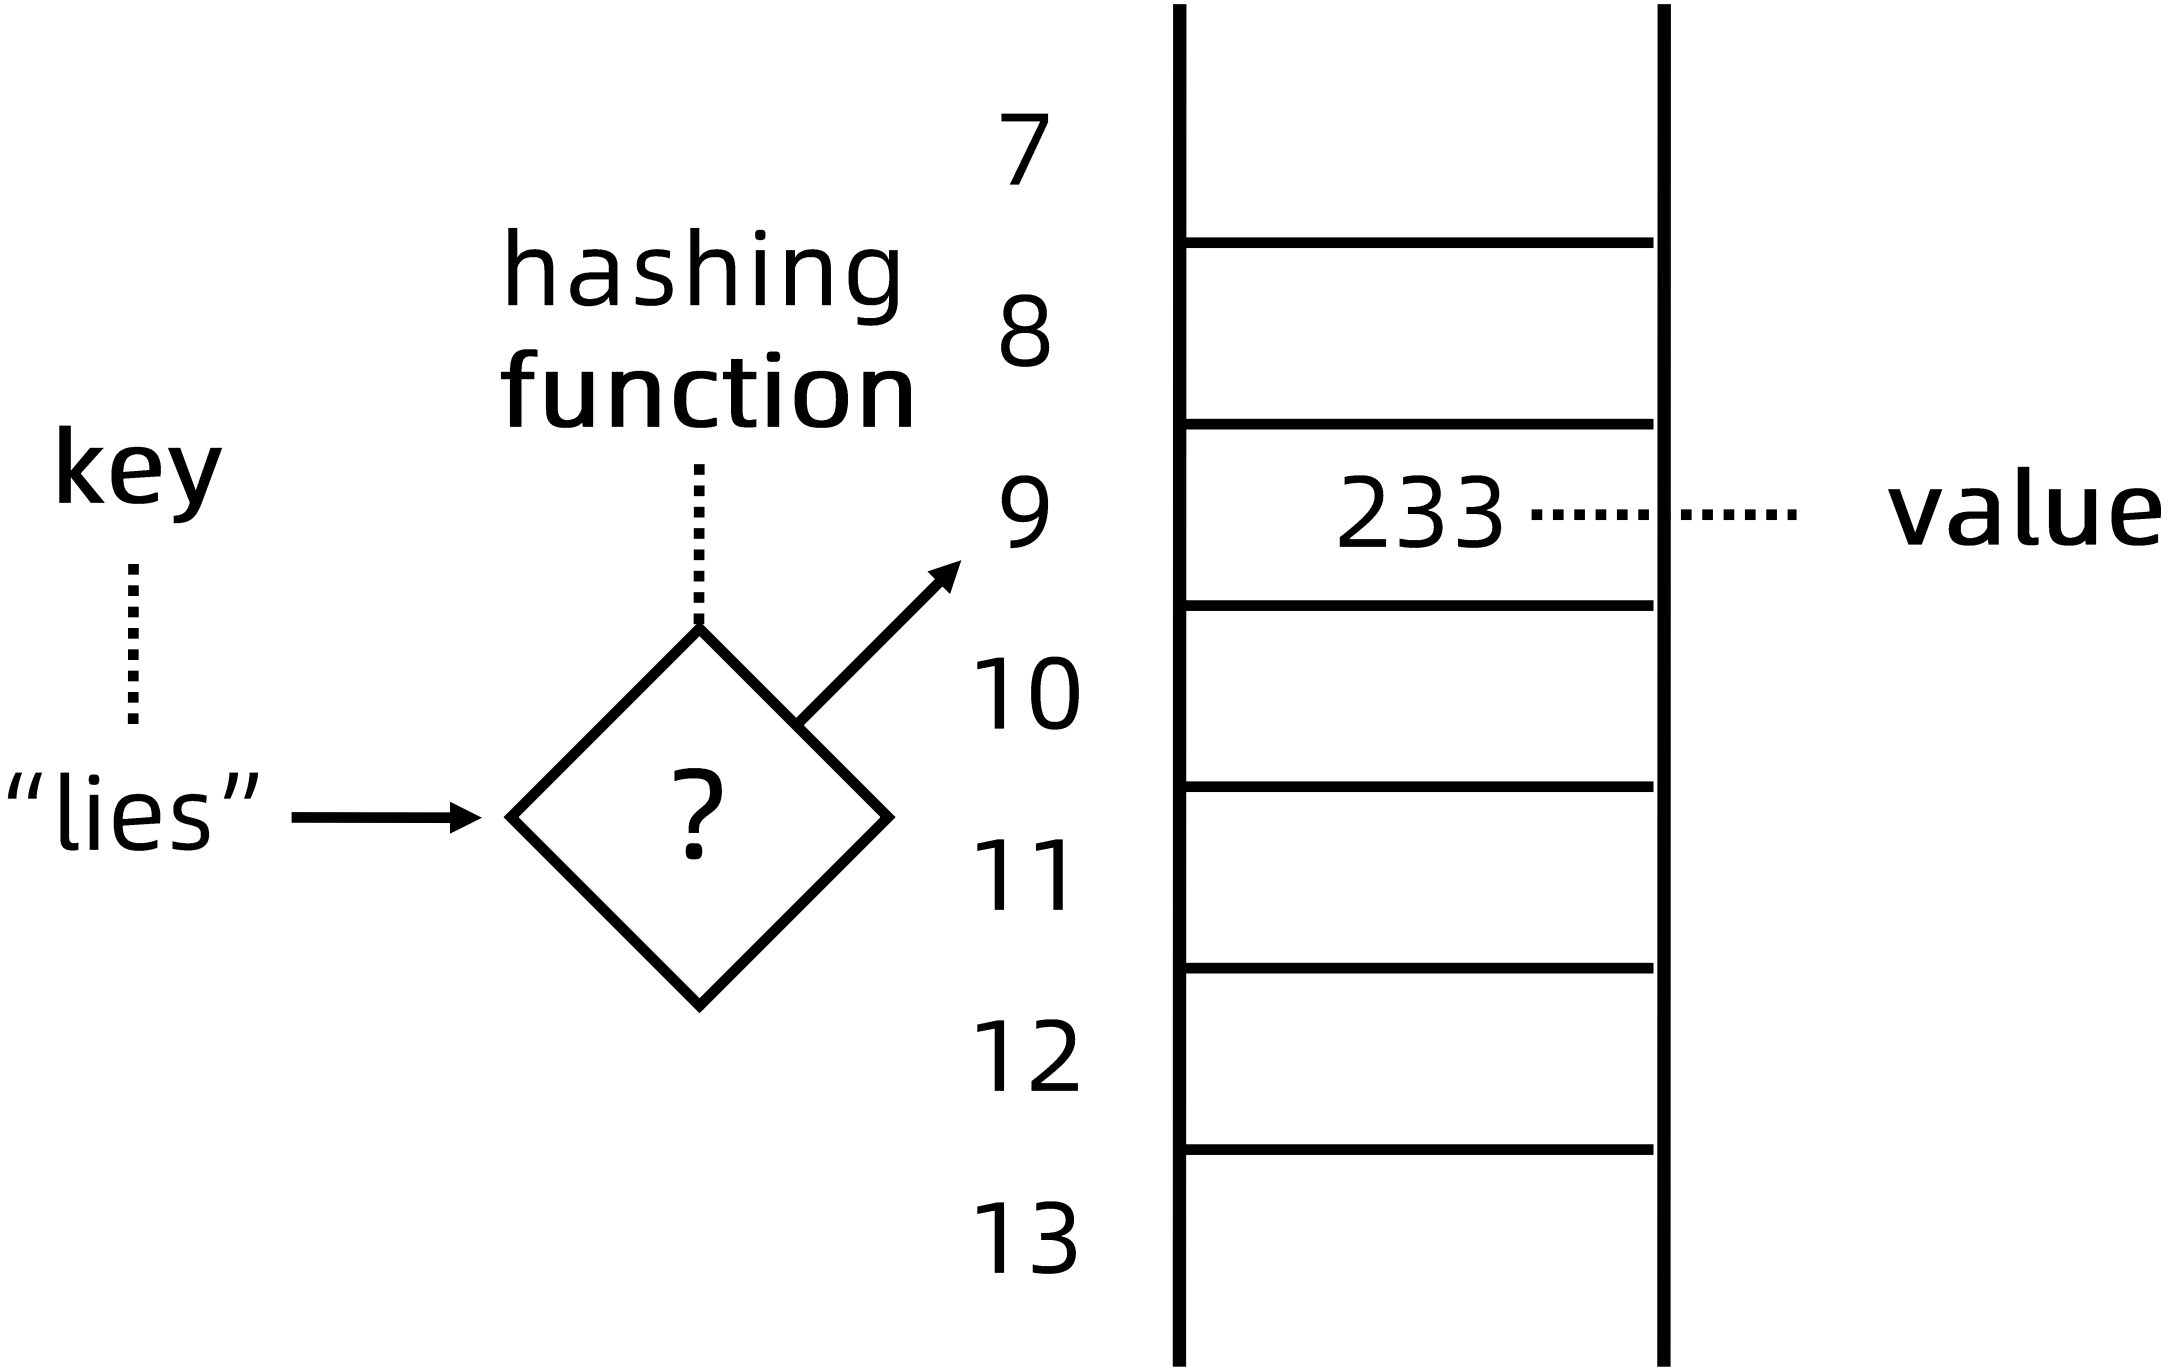 key
“lies”
hashing
function
?
7
8
9
10
11
12
13
233
value